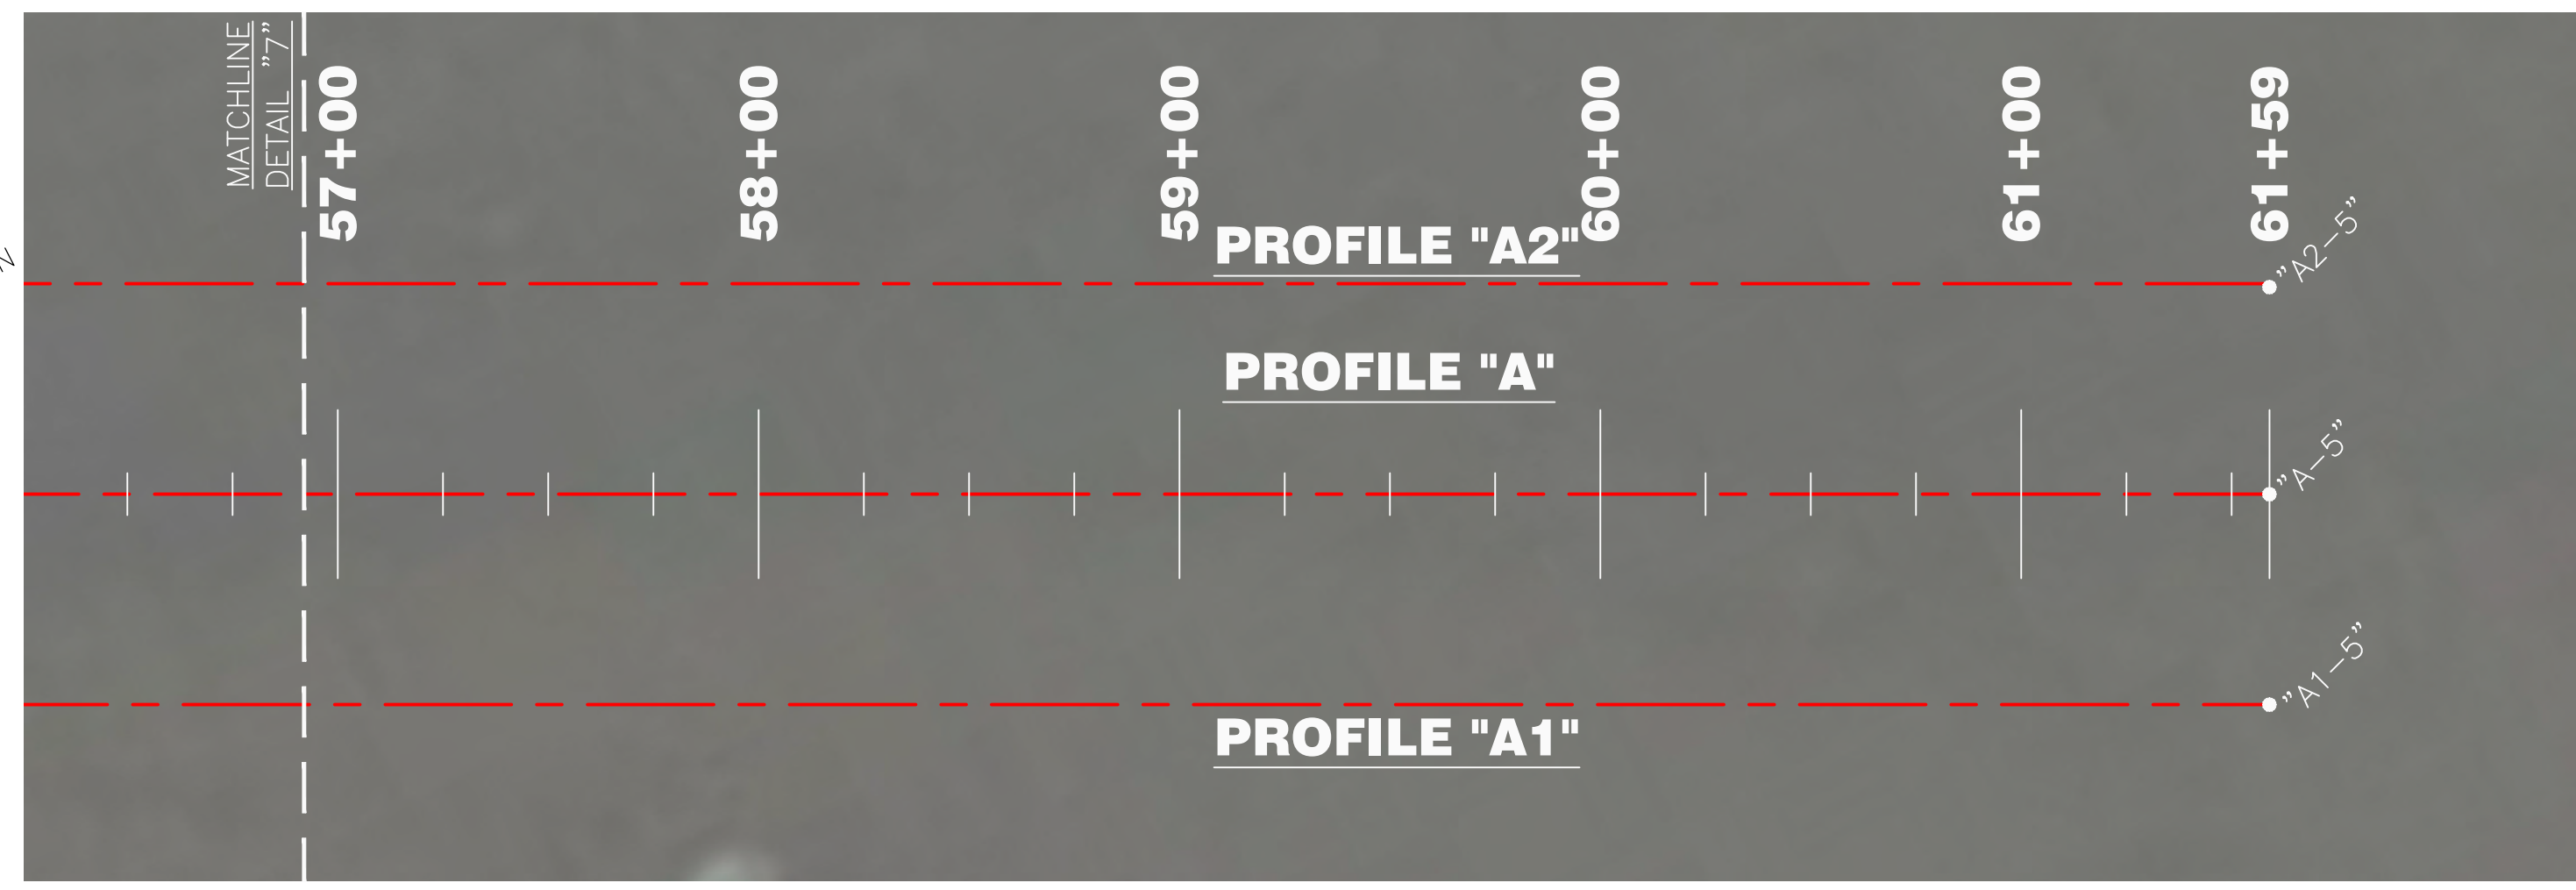 MATCHLINE
DETAIL "7"
57+00
58+00
59+00
60+00
61+00
61+59
PROFILE "A2"
"A2-5"
PROFILE "A"
"A-5"
PROFILE "A1"
"A1-5"